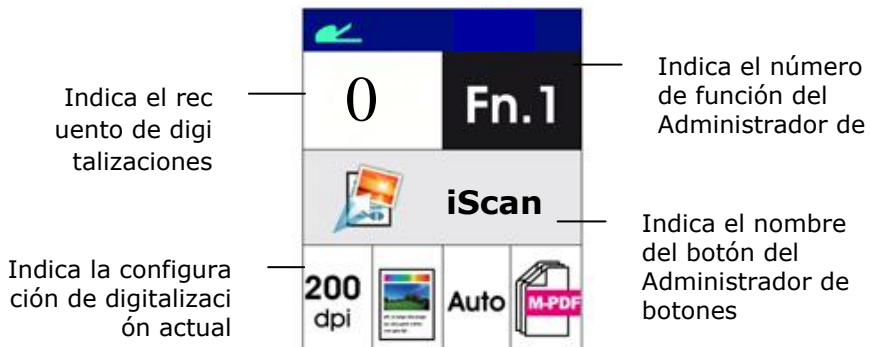 Indica el rec
uento de digi
talizaciones
0
Fn.1
Indica el número
de función del
Administrador de
iScan
Indica el nombre
del botón del
Administrador de
botones
Indica la configura
ción de digitalizaci
ón actual
200
dpi
Auto
M-PDF